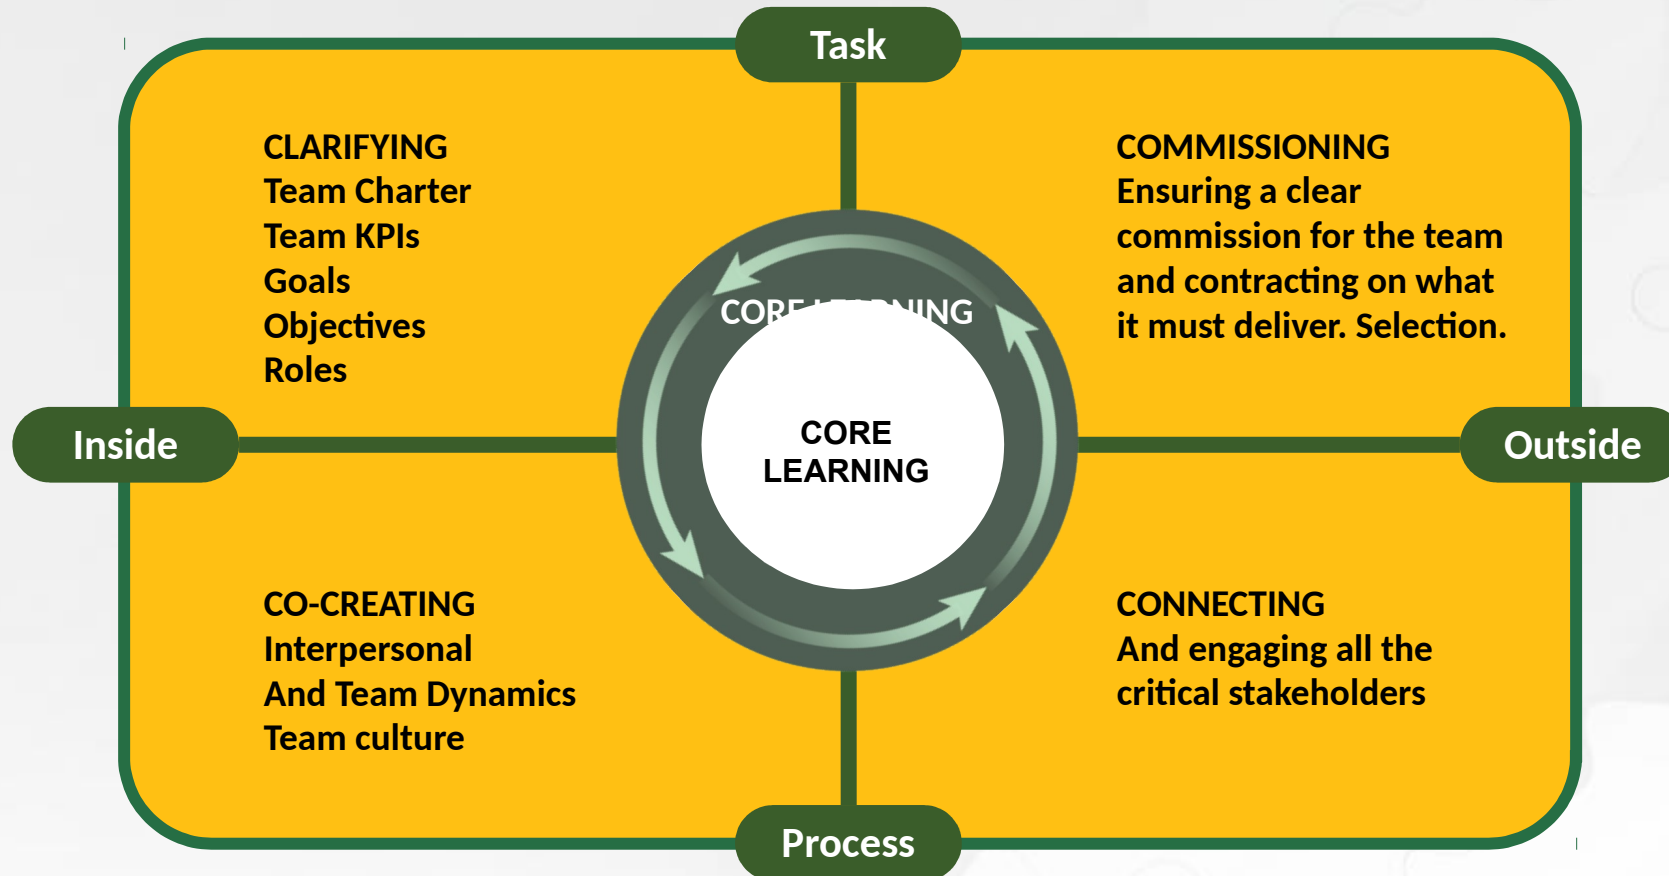 Task
CLARIFYING
Team Charter
Team KPIs
Goals
Objectives
Roles
COMMISSIONING
Ensuring a clear
commission for the team
and contracting on what
it must deliver. Selection.
CORE LEARNING
Inside
CORE
LEARNING
Outside
CO-CREATING
Interpersonal
And Team Dynamics
Team culture
CONNECTING
And engaging all the
critical stakeholders
Process